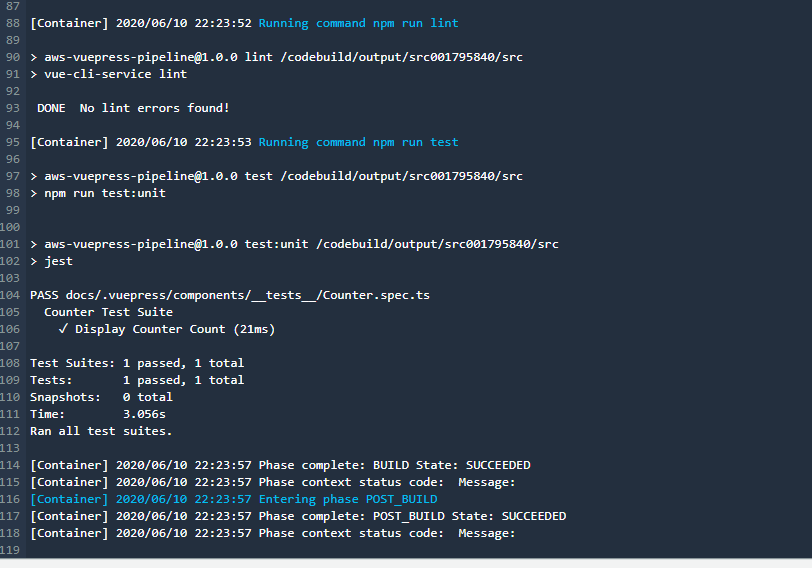 87
88 [Container] 2020/06/10 22:23:52 Running command npm run lint
89
90 > aws-vuepress-pipeline@1.0.0 lint /codebuild/output/src001795840/src
91 > vue-cli-service lint
92
93 DONE  No lint errors found!
94
95 [Container] 2020/06/10 22:23:53 Running command npm run test
96
97 > aws-vuepress-pipeline@1.0.0 test /codebuild/output/src001795840/src
98 > npm run test:unit
99
100
101 > aws-vuepress-pipeline@1.0.0 test:unit /codebuild/output/src001795840/src
102 > jest
103
104 PASS docs/.vuepress/components/__tests__/Counter.spec.ts
105   Counter Test Suite
106     ✓ Display Counter Count (21ms)
107
108 Test Suites: 1 passed, 1 total
109 Tests:       1 passed, 1 total
110 Snapshots:   0 total
111 Time:        3.056s
112 Ran all test suites.
113
114 [Container] 2020/06/10 22:23:57 Phase complete: BUILD State: SUCCEEDED
115 [Container] 2020/06/10 22:23:57 Phase context status code:  Message:
116 [Container] 2020/06/10 22:23:57 Entering phase POST_BUILD
117 [Container] 2020/06/10 22:23:57 Phase complete: POST_BUILD State: SUCCEEDED
118 [Container] 2020/06/10 22:23:57 Phase context status code:  Message:
119